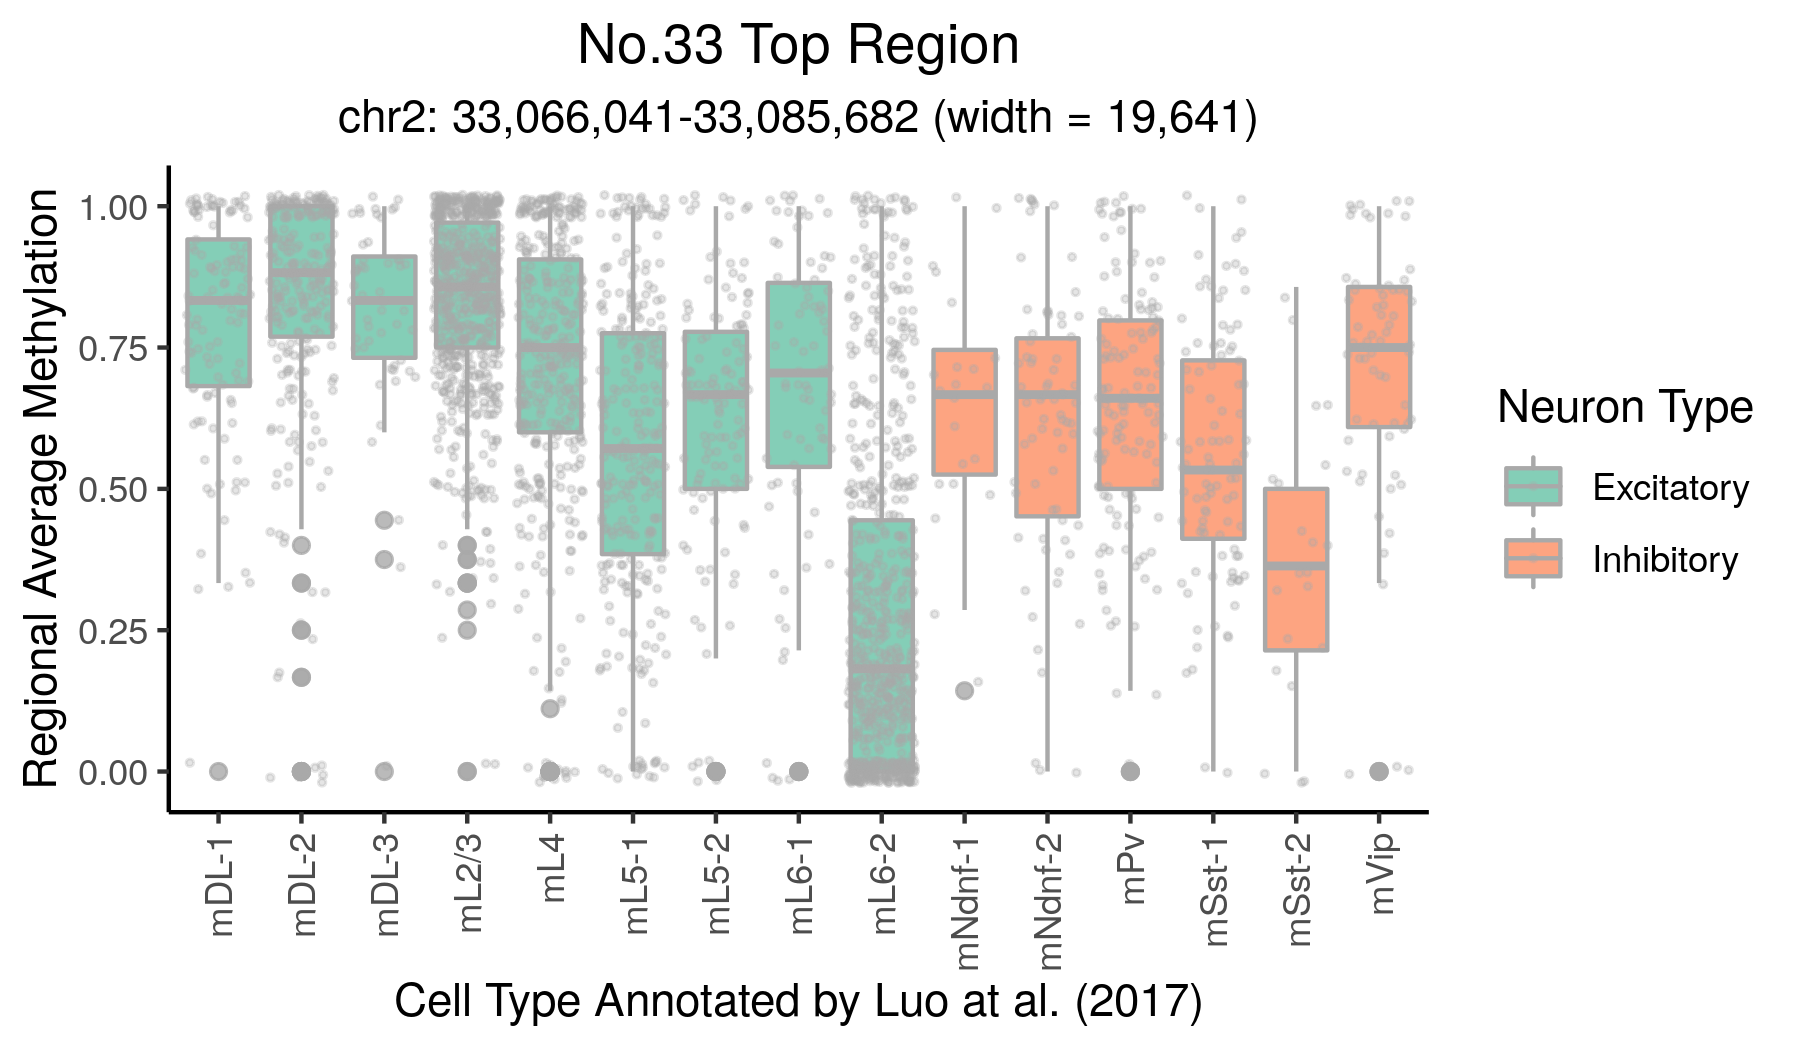 No.33 Top Region
chr2: 33,066,041-33,085,682 (width = 19,641)
Regional Average Methylation
1.00
0.75
0.50
0.25
0.00
mDL-1
mDL-2
mDL-3
mL2/3
mL4
mL5-1
mL5-2
mL6-1
mL6-2
mNdnf-1
mNdnf-2
mPv
mSst-1
mSst-2
mVip
Cell Type Annotated by Luo at al. (2017)
Neuron Type
Excitatory
Inhibitory